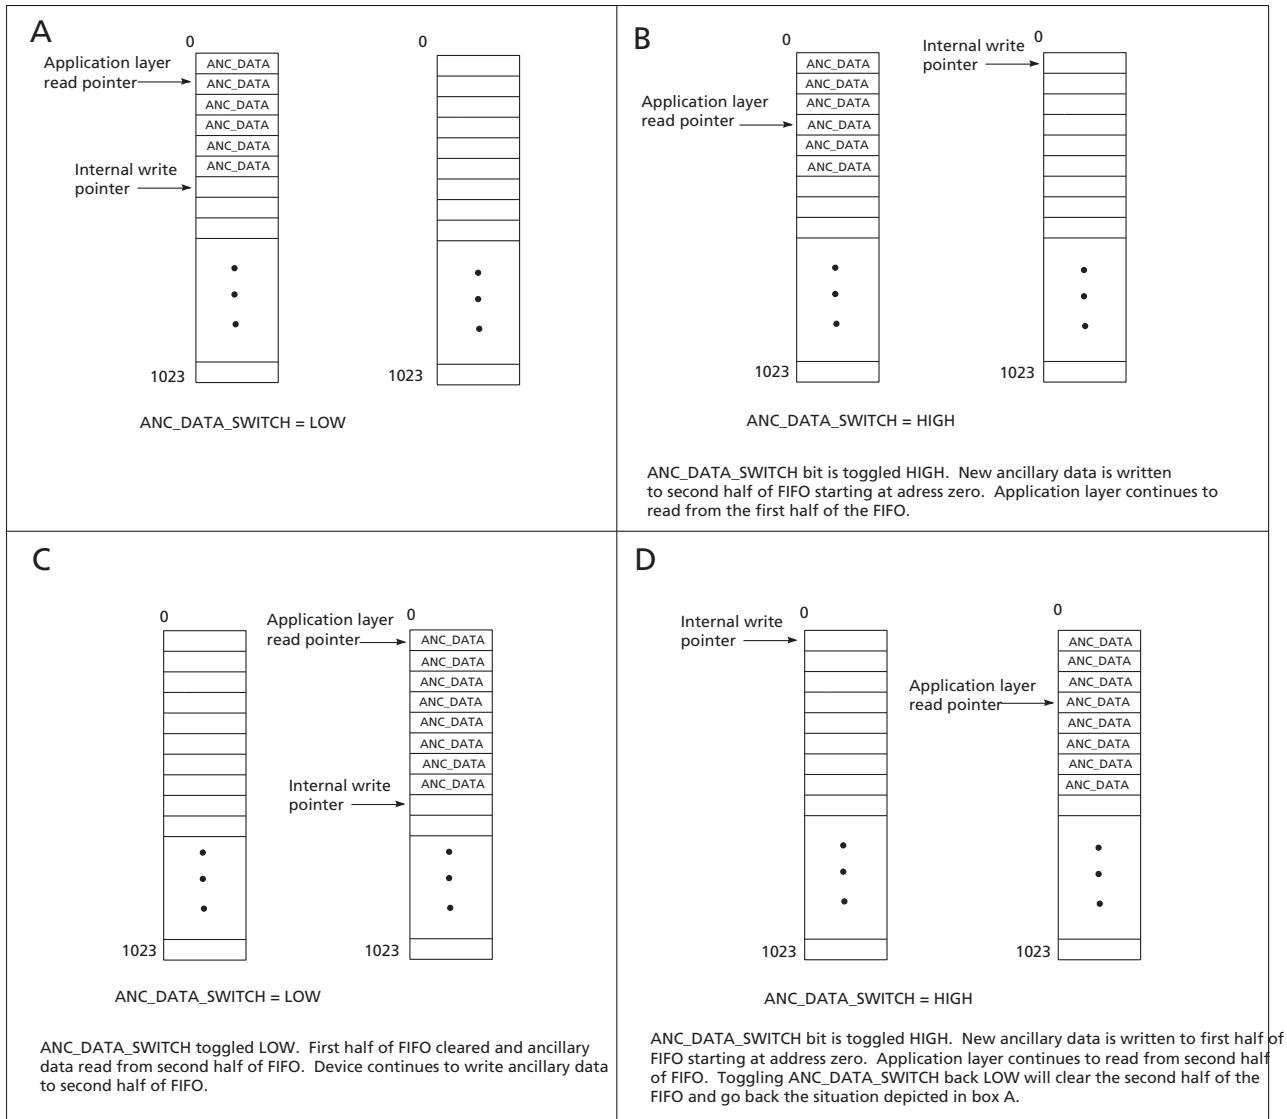 A
0
0
Application layer
read pointer
ANC_DATA
ANC_DATA
ANC_DATA
ANC_DATA
ANC_DATA
ANC_DATA
Internal write
pointer
1023
1023
ANC_DATA_SWITCH = LOW
B
0
0
Internal write
pointer
Application layer
read pointer
ANC_DATA
ANC_DATA
ANC_DATA
ANC_DATA
ANC_DATA
ANC_DATA
1023
1023
ANC_DATA_SWITCH = HIGH
ANC_DATA_SWITCH bit is toggled HIGH. New ancillary data is written
to second half of FIFO starting at adress zero. Application layer continues to
read from the first half of the FIFO.
C
0
0
Application layer
read pointer
ANC_DATA
ANC_DATA
ANC_DATA
ANC_DATA
ANC_DATA
ANC_DATA
ANC_DATA
ANC_DATA
Internal write
pointer
1023
1023
ANC_DATA_SWITCH = LOW
ANC_DATA_SWITCH toggled LOW. First half of FIFO cleared and ancillary
data read from second half of FIFO. Device continues to write ancillary data
to second half of FIFO.
D
0
0
Internal write
pointer
Application layer
read pointer
ANC_DATA
ANC_DATA
ANC_DATA
ANC_DATA
ANC_DATA
ANC_DATA
ANC_DATA
ANC_DATA
1023
1023
ANC_DATA_SWITCH = HIGH
ANC_DATA_SWITCH bit is toggled HIGH. New ancillary data is written to first half of
FIFO starting at address zero. Application layer continues to read from second half
of FIFO. Toggling ANC_DATA_SWITCH back LOW will clear the second half of the
FIFO and go back the situation depicted in box A.